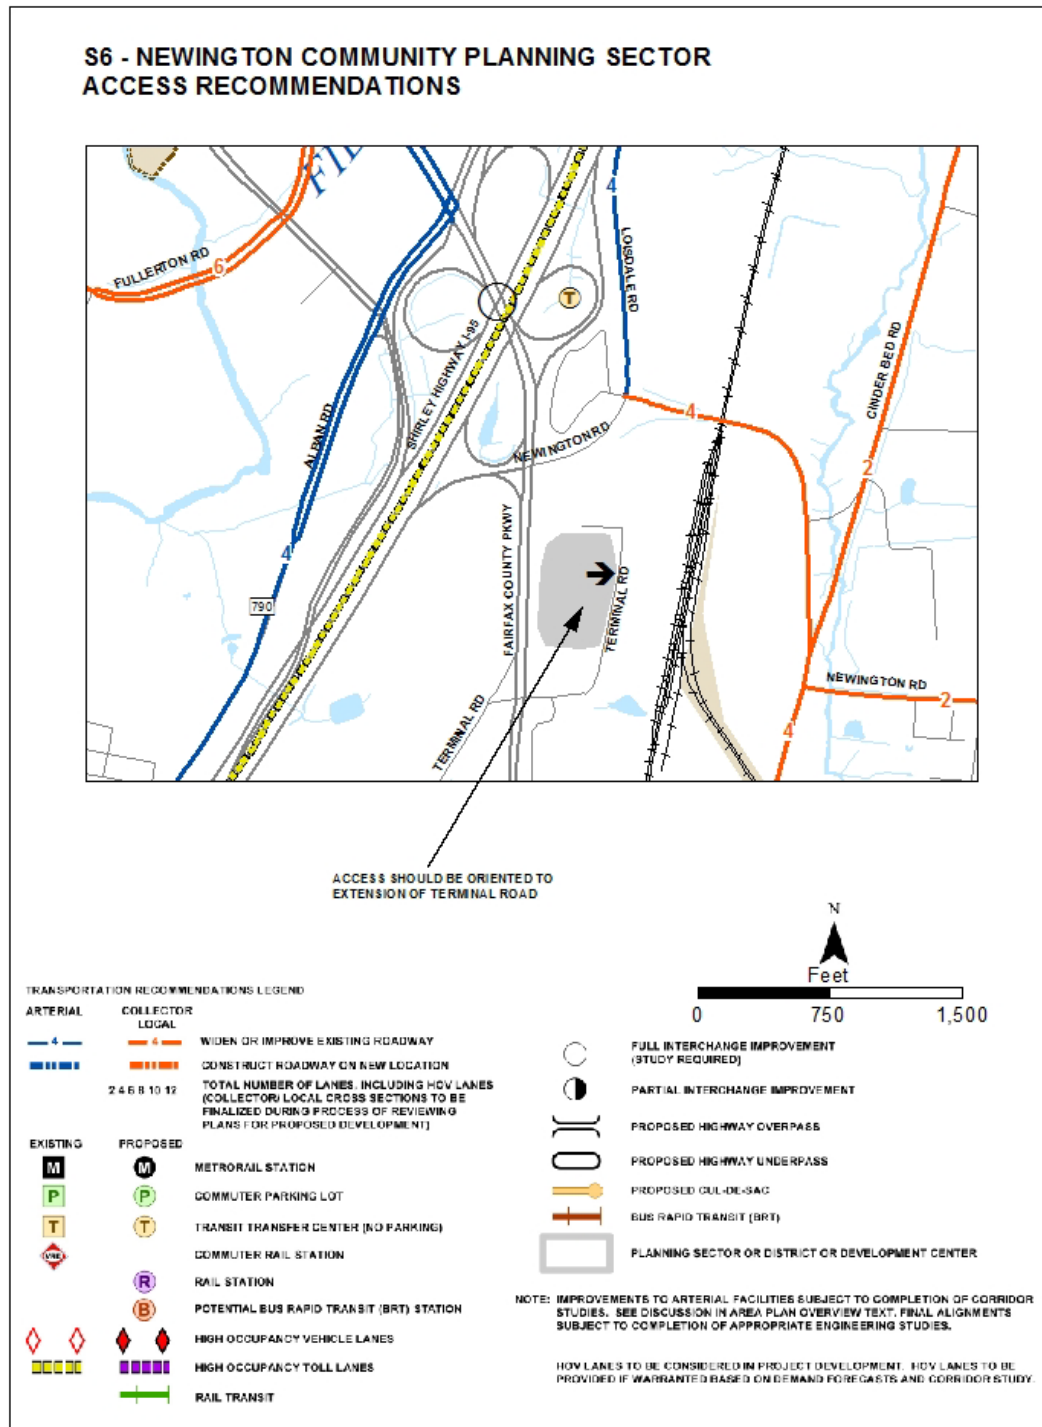 S6 - NEWINGTON COMMUNITY PLANNING SECTOR
ACCESS RECOMMENDATIONS
FULLERTON RD
6
4
LOISDALE RD
T
SHIRLEY HIGHWAY I-95
ALBAN RD
CINDER BED RD
4
NEWINGTON RD
2
FAIRFAX COUNTY PKWY
4
790
TERMINAL RD
NEWINGTON RD
2
TERMINAL RD
4
ACCESS SHOULD BE ORIENTED TO
EXTENSION OF TERMINAL ROAD
N
Feet
0 750 1,500
TRANSPORTATION RECOMMENDATIONS LEGEND
ARTERIAL COLLECTOR
LOCAL
4 4 WIDEN OR IMPROVE EXISTING ROADWAY
CONSTRUCT ROADWAY ON NEW LOCATION
2 4 6 8 10 12 TOTAL NUMBER OF LANES, INCLUDING HOV LANES
(COLLECTOR/ LOCAL CROSS SECTIONS TO BE
FINALIZED DURING PROCESS OF REVIEWING
PLANS FOR PROPOSED DEVELOPMENT)
EXISTING PROPOSED
M M METRORAIL STATION
P P COMMUTER PARKING LOT
T T TRANSIT TRANSFER CENTER (NO PARKING)
VRE COMMUTER RAIL STATION
R RAIL STATION
B POTENTIAL BUS RAPID TRANSIT (BRT) STATION
HIGH OCCUPANCY VEHICLE LANES
HIGH OCCUPANCY TOLL LANES
RAIL TRANSIT
FULL INTERCHANGE IMPROVEMENT
(STUDY REQUIRED)
PARTIAL INTERCHANGE IMPROVEMENT
PROPOSED HIGHWAY OVERPASS
PROPOSED HIGHWAY UNDERPASS
PROPOSED CUL-DE-SAC
BUS RAPID TRANSIT (BRT)
PLANNING SECTOR OR DISTRICT OR DEVELOPMENT CENTER
NOTE: IMPROVEMENTS TO ARTERIAL FACILITIES SUBJECT TO COMPLETION OF CORRIDOR
STUDIES. SEE DISCUSSION IN AREA PLAN OVERVIEW TEXT. FINAL ALIGNMENTS
SUBJECT TO COMPLETION OF APPROPRIATE ENGINEERING STUDIES.
HOV LANES TO BE CONSIDERED IN PROJECT DEVELOPMENT. HOV LANES TO BE
PROVIDED IF WARRANTED BASED ON DEMAND FORECASTS AND CORRIDOR STUDY.